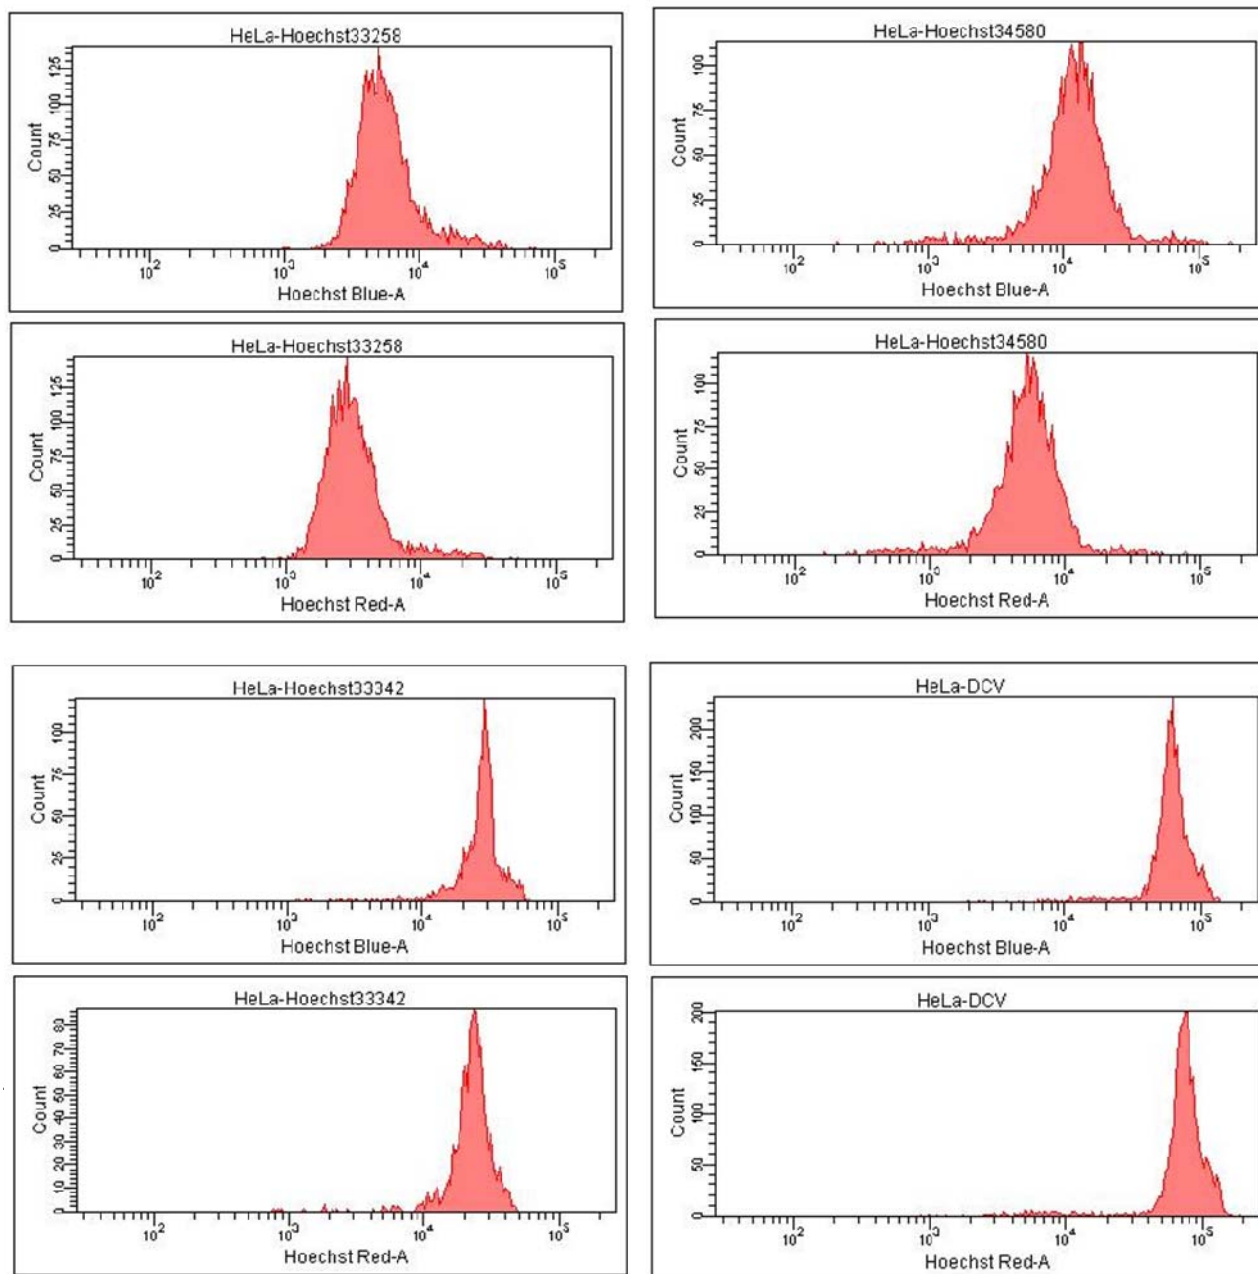 HeLa-Hoechst33258
Count
0 25 50 75 100 125
10² 10³ 10⁴ 10⁵
Hoechst Blue-A
HeLa-Hoechst34580
Count
0 25 50 75 100
10² 10³ 10⁴ 10⁵
Hoechst Blue-A
HeLa-Hoechst33258
Count
0 25 50 75 100 125
10² 10³ 10⁴ 10⁵
Hoechst Red-A
HeLa-Hoechst34580
Count
0 25 50 75 100
10² 10³ 10⁴ 10⁵
Hoechst Red-A
HeLa-Hoechst33342
Count
0 25 50 75 100
10² 10³ 10⁴ 10⁵
Hoechst Blue-A
HeLa-DCV
Count
0 50 100 150 200
10² 10³ 10⁴ 10⁵
Hoechst Blue-A
HeLa-Hoechst33342
Count
0 10 20 30 40 50 60 70 80
10² 10³ 10⁴ 10⁵
Hoechst Red-A
HeLa-DCV
Count
0 50 100 150 200
10² 10³ 10⁴ 10⁵
Hoechst Red-A